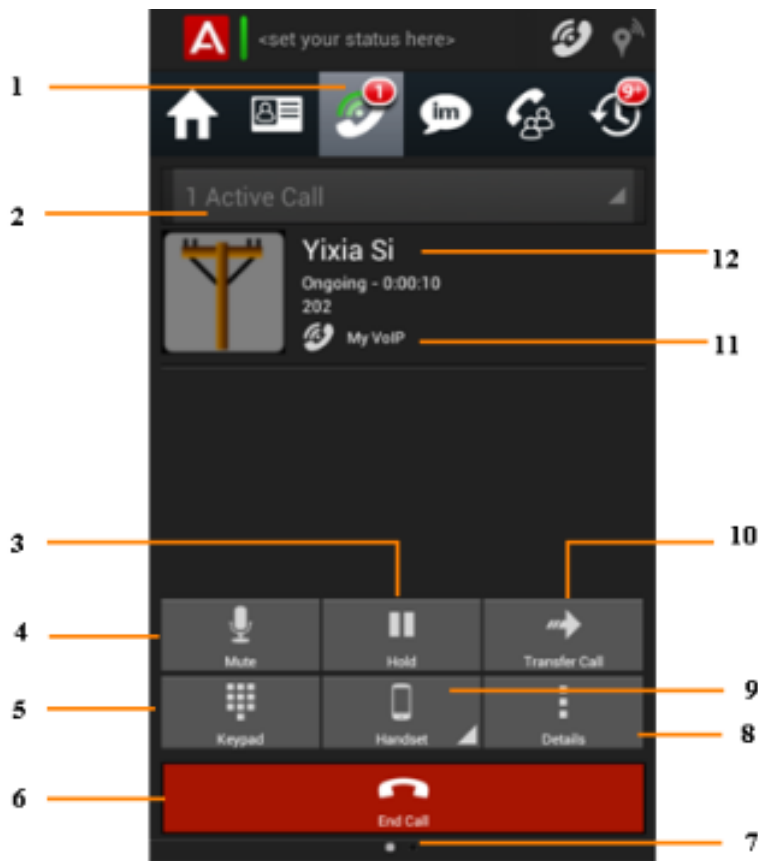 A <set your status here>
1
1 im 9+
2
1 Active Call
Yixia Si
12
Ongoing - 0:00:10
202
My VoIP
11
3
10
4
Mute
Hold
Transfer Call
5
9
Keypad
Handset
Details
8
6
End Call
7